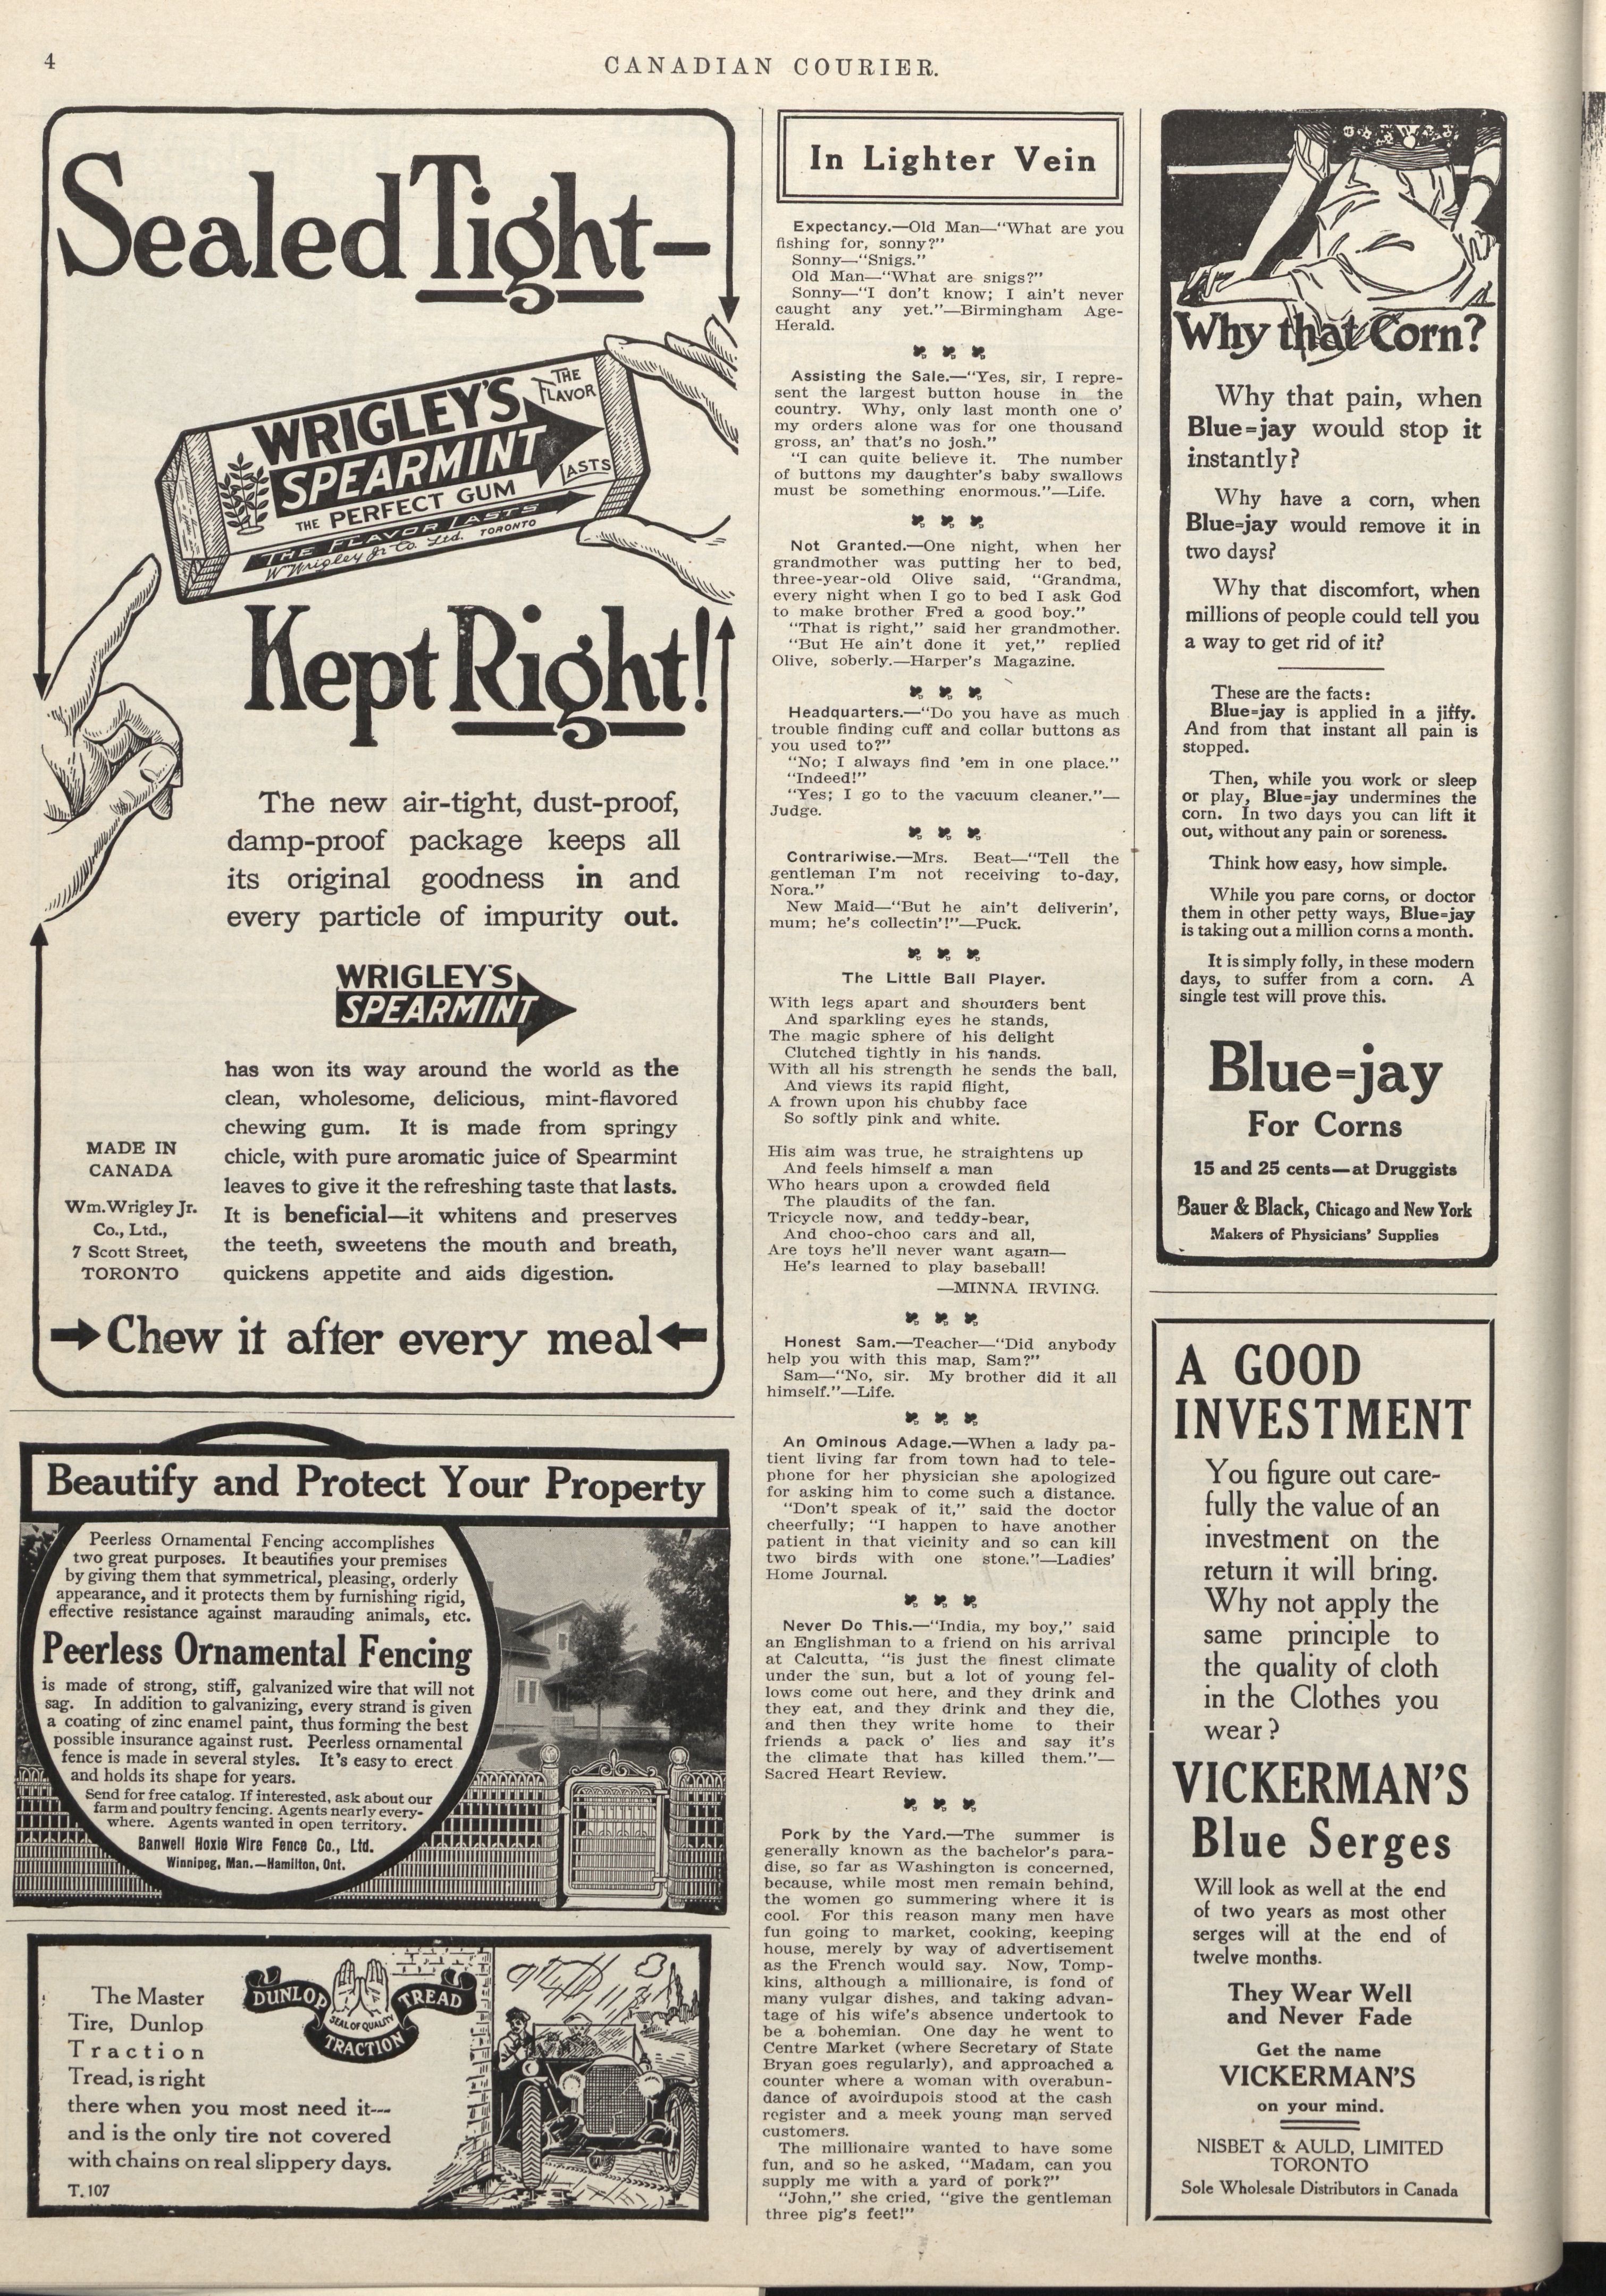 4
CANADIAN COURIER.
Sealed Tight—
WRIGLEY'S
SPEARMINT
THE
FLAVOR
LASTS
THE PERFECT GUM
THE FLAVOR LASTS
Wm Wrigley Jr. Co. Ltd. TORONTO
Kept Right!
The new air-tight, dust-proof,
damp-proof package keeps all
its original goodness in and
every particle of impurity out.
WRIGLEY'S
SPEARMINT
has won its way around the world as the
clean, wholesome, delicious, mint-flavored
chewing gum. It is made from springy
chicle, with pure aromatic juice of Spearmint
leaves to give it the refreshing taste that lasts.
It is beneficial—it whitens and preserves
the teeth, sweetens the mouth and breath,
quickens appetite and aids digestion.
MADE IN
CANADA
Wm. Wrigley Jr.
Co., Ltd.,
7 Scott Street,
TORONTO
Chew it after every meal
Beautify and Protect Your Property
Peerless Ornamental Fencing accomplishes
two great purposes. It beautifies your premises
by giving them that symmetrical, pleasing, orderly
appearance, and it protects them by furnishing rigid,
effective resistance against marauding animals, etc.
Peerless Ornamental Fencing
is made of strong, stiff, galvanized wire that will not
sag. In addition to galvanizing, every strand is given
a coating of zinc enamel paint, thus forming the best
possible insurance against rust. Peerless ornamental
fence is made in several styles. It's easy to erect
and holds its shape for years.
Send for free catalog. If interested, ask about our
farm and poultry fencing. Agents nearly every-
where. Agents wanted in open territory.
Banwell Hoxie Wire Fence Co., Ltd.
Winnipeg, Man.—Hamilton, Ont.
DUNLOP
TREAD
SEAL OF QUALITY
TRACTION
The Master
Tire, Dunlop
Traction
Tread, is right
there when you most need it---
and is the only tire not covered
with chains on real slippery days.
T. 107
In Lighter Vein
Expectancy.—Old Man—"What are you
fishing for, sonny?"
Sonny—"Snigs."
Old Man—"What are snigs?"
Sonny—"I don't know; I ain't never
caught any yet."—Birmingham Age-
Herald.
Assisting the Sale.—"Yes, sir, I repre-
sent the largest button house in the
country. Why, only last month one o'
my orders alone was for one thousand
gross, an' that's no josh."
"I can quite believe it. The number
of buttons my daughter's baby swallows
must be something enormous."—Life.
Not Granted.—One night, when her
grandmother was putting her to bed,
three-year-old Olive said, "Grandma,
every night when I go to bed I ask God
to make brother Fred a good boy."
"That is right," said her grandmother.
"But He ain't done it yet," replied
Olive, soberly.—Harper's Magazine.
Headquarters.—"Do you have as much
trouble finding cuff and collar buttons as
you used to?"
"No; I always find 'em in one place."
"Indeed!"
"Yes; I go to the vacuum cleaner."—
Judge.
Contrariwise.—Mrs. Beat—"Tell the
gentleman I'm not receiving to-day,
Nora."
New Maid—"But he ain't deliverin',
mum; he's collectin'!"—Puck.
The Little Ball Player.
With legs apart and shoulders bent
And sparkling eyes he stands,
The magic sphere of his delight
Clutched tightly in his hands.
With all his strength he sends the ball,
And views its rapid flight,
A frown upon his chubby face
So softly pink and white.
His aim was true, he straightens up
And feels himself a man
Who hears upon a crowded field
The plaudits of the fan.
Tricycle now, and teddy-bear,
And choo-choo cars and all,
Are toys he'll never want again—
He's learned to play baseball!
—MINNA IRVING.
Honest Sam.—Teacher—"Did anybody
help you with this map, Sam?"
Sam—"No, sir. My brother did it all
himself."—Life.
An Ominous Adage.—When a lady pa-
tient living far from town had to tele-
phone for her physician she apologized
for asking him to come such a distance.
"Don't speak of it," said the doctor
cheerfully; "I happen to have another
patient in that vicinity and so can kill
two birds with one stone."—Ladies'
Home Journal.
Never Do This.—"India, my boy," said
an Englishman to a friend on his arrival
at Calcutta, "is just the finest climate
under the sun, but a lot of young fel-
lows come out here, and they drink and
they eat, and they drink and they die,
and then they write home to their
friends a pack o' lies and say it's
the climate that has killed them."—
Sacred Heart Review.
Pork by the Yard.—The summer is
generally known as the bachelor's para-
dise, so far as Washington is concerned,
because, while most men remain behind,
the women go summering where it is
cool. For this reason many men have
fun going to market, cooking, keeping
house, merely by way of advertisement
as the French would say. Now, Tomp-
kins, although a millionaire, is fond of
many vulgar dishes, and taking advan-
tage of his wife's absence undertook to
be a bohemian. One day he went to
Centre Market (where Secretary of State
Bryan goes regularly), and approached a
counter where a woman with overabun-
dance of avoirdupois stood at the cash
register and a meek young man served
customers.
The millionaire wanted to have some
fun, and so he asked, "Madam, can you
supply me with a yard of pork?"
"John," she cried, "give the gentleman
three pig's feet!"
Why that Corn?
Why that pain, when
Blue=jay would stop it
instantly?
Why have a corn, when
Blue=jay would remove it in
two days?
Why that discomfort, when
millions of people could tell you
a way to get rid of it?
These are the facts:
Blue=jay is applied in a jiffy.
And from that instant all pain is
stopped.
Then, while you work or sleep
or play, Blue=jay undermines the
corn. In two days you can lift it
out, without any pain or soreness.
Think how easy, how simple.
While you pare corns, or doctor
them in other petty ways, Blue=jay
is taking out a million corns a month.
It is simply folly, in these modern
days, to suffer from a corn. A
single test will prove this.
Blue=jay
For Corns
15 and 25 cents—at Druggists
Bauer & Black, Chicago and New York
Makers of Physicians' Supplies
A GOOD
INVESTMENT
You figure out care-
fully the value of an
investment on the
return it will bring.
Why not apply the
same principle to
the quality of cloth
in the Clothes you
wear?
VICKERMAN'S
Blue Serges
Will look as well at the end
of two years as most other
serges will at the end of
twelve months.
They Wear Well
and Never Fade
Get the name
VICKERMAN'S
on your mind.
NISBET & AULD, LIMITED
TORONTO
Sole Wholesale Distributors in Canada